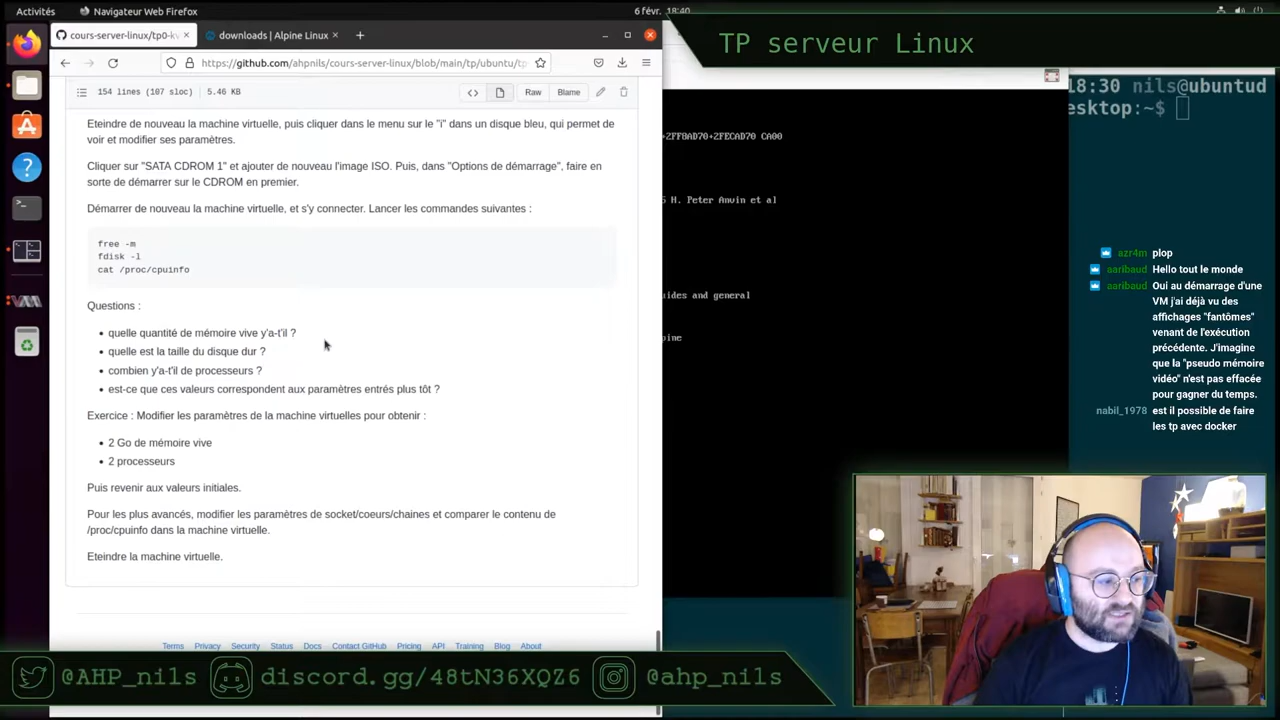 Activités
Navigateur Web Firefox
6 févr. 18:40
cours-server-linux/tp0-kv
downloads | Alpine Linux
https://github.com/ahpnils/cours-server-linux/blob/main/tp/ubuntu/tp
154 lines (107 sloc)
5.46 KB
Raw
Blame
Eteindre de nouveau la machine virtuelle, puis cliquer dans le menu sur le "i" dans un disque bleu, qui permet de
voir et modifier ses paramètres.
Cliquer sur "SATA CDROM 1" et ajouter de nouveau l'image ISO. Puis, dans "Options de démarrage", faire en
sorte de démarrer sur le CDROM en premier.
Démarrer de nouveau la machine virtuelle, et s'y connecter. Lancer les commandes suivantes :
free -m
fdisk -l
cat /proc/cpuinfo
Questions :
• quelle quantité de mémoire vive y'a-t'il ?
• quelle est la taille du disque dur ?
• combien y'a-t'il de processeurs ?
• est-ce que ces valeurs correspondent aux paramètres entrés plus tôt ?
Exercice : Modifier les paramètres de la machine virtuelles pour obtenir :
• 2 Go de mémoire vive
• 2 processeurs
Puis revenir aux valeurs initiales.
Pour les plus avancés, modifier les paramètres de socket/coeurs/chaines et comparer le contenu de
/proc/cpuinfo dans la machine virtuelle.
Eteindre la machine virtuelle.
Terms
Privacy
Security
Status
Docs
Contact GitHub
Pricing
API
Training
Blog
About
+2FF8AD70+2FECAD70 CA00
H. Peter Anvin et al
and general
TP serveur Linux
18:30 nils@ubuntud
esktop:~$
azr4m plop
aaribaud Hello tout le monde
aaribaud Oui au démarrage d'une
VM j'ai déjà vu des
affichages "fantômes"
venant de l'exécution
précédente. J'imagine
que la "pseudo mémoire
vidéo" n'est pas effacée
pour gagner du temps.
nabil_1978 est il possible de faire
les tp avec docker
@AHP_nils
discord.gg/48tN36XQZ6
@ahp_nils